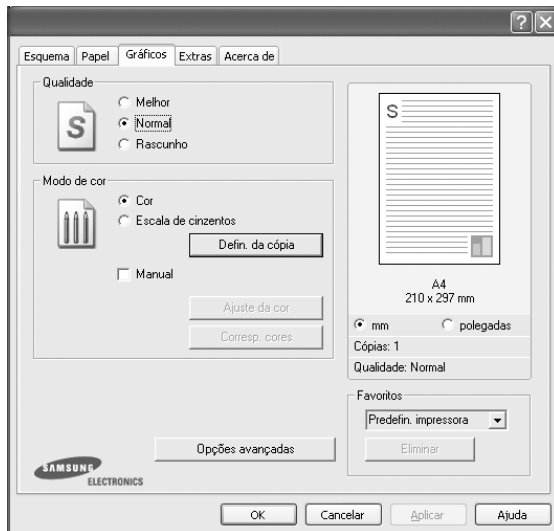 Esquema Papel Gráficos Extras Acerca de
Qualidade
S
Melhor
Normal
Rascunho
Modo de cor
Cor
Escala de cinzentos
Defin. da cópia
Manual
Ajuste da cor
Corresp. cores
Opções avançadas
SAMSUNG
ELECTRONICS
S
A4
210 x 297 mm
mm polegadas
Cópias: 1
Qualidade: Normal
Favoritos
Predefin. impressora
Eliminar
OK Cancelar Aplicar Ajuda